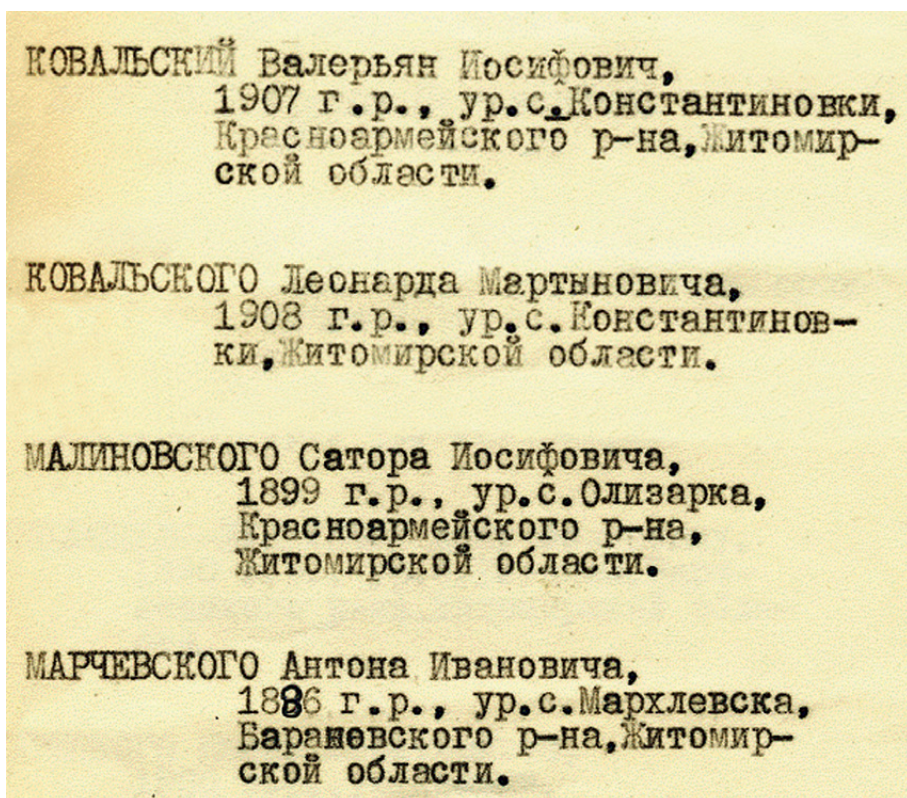 КОВАЛЬСКИЙ Валерьян Иосифович,
1907 г.р., ур.с.Константиновки,
Красноармейского р-на,Житомир-
ской области.
КОВАЛЬСКОГО Леонарда Мартыновича,
1908 г.р., ур.с.Константинов-
ки,Житомирской области.
МАЛИНОВСКОГО Сатора Иосифовича,
1899 г.р., ур.с.Олизарка,
Красноармейского р-на,
Житомирской области.
МАРЧЕВСКОГО Антона Ивановича,
1886 г.р., ур.с.Мархлевска,
Барановского р-на,Житомир-
ской области.